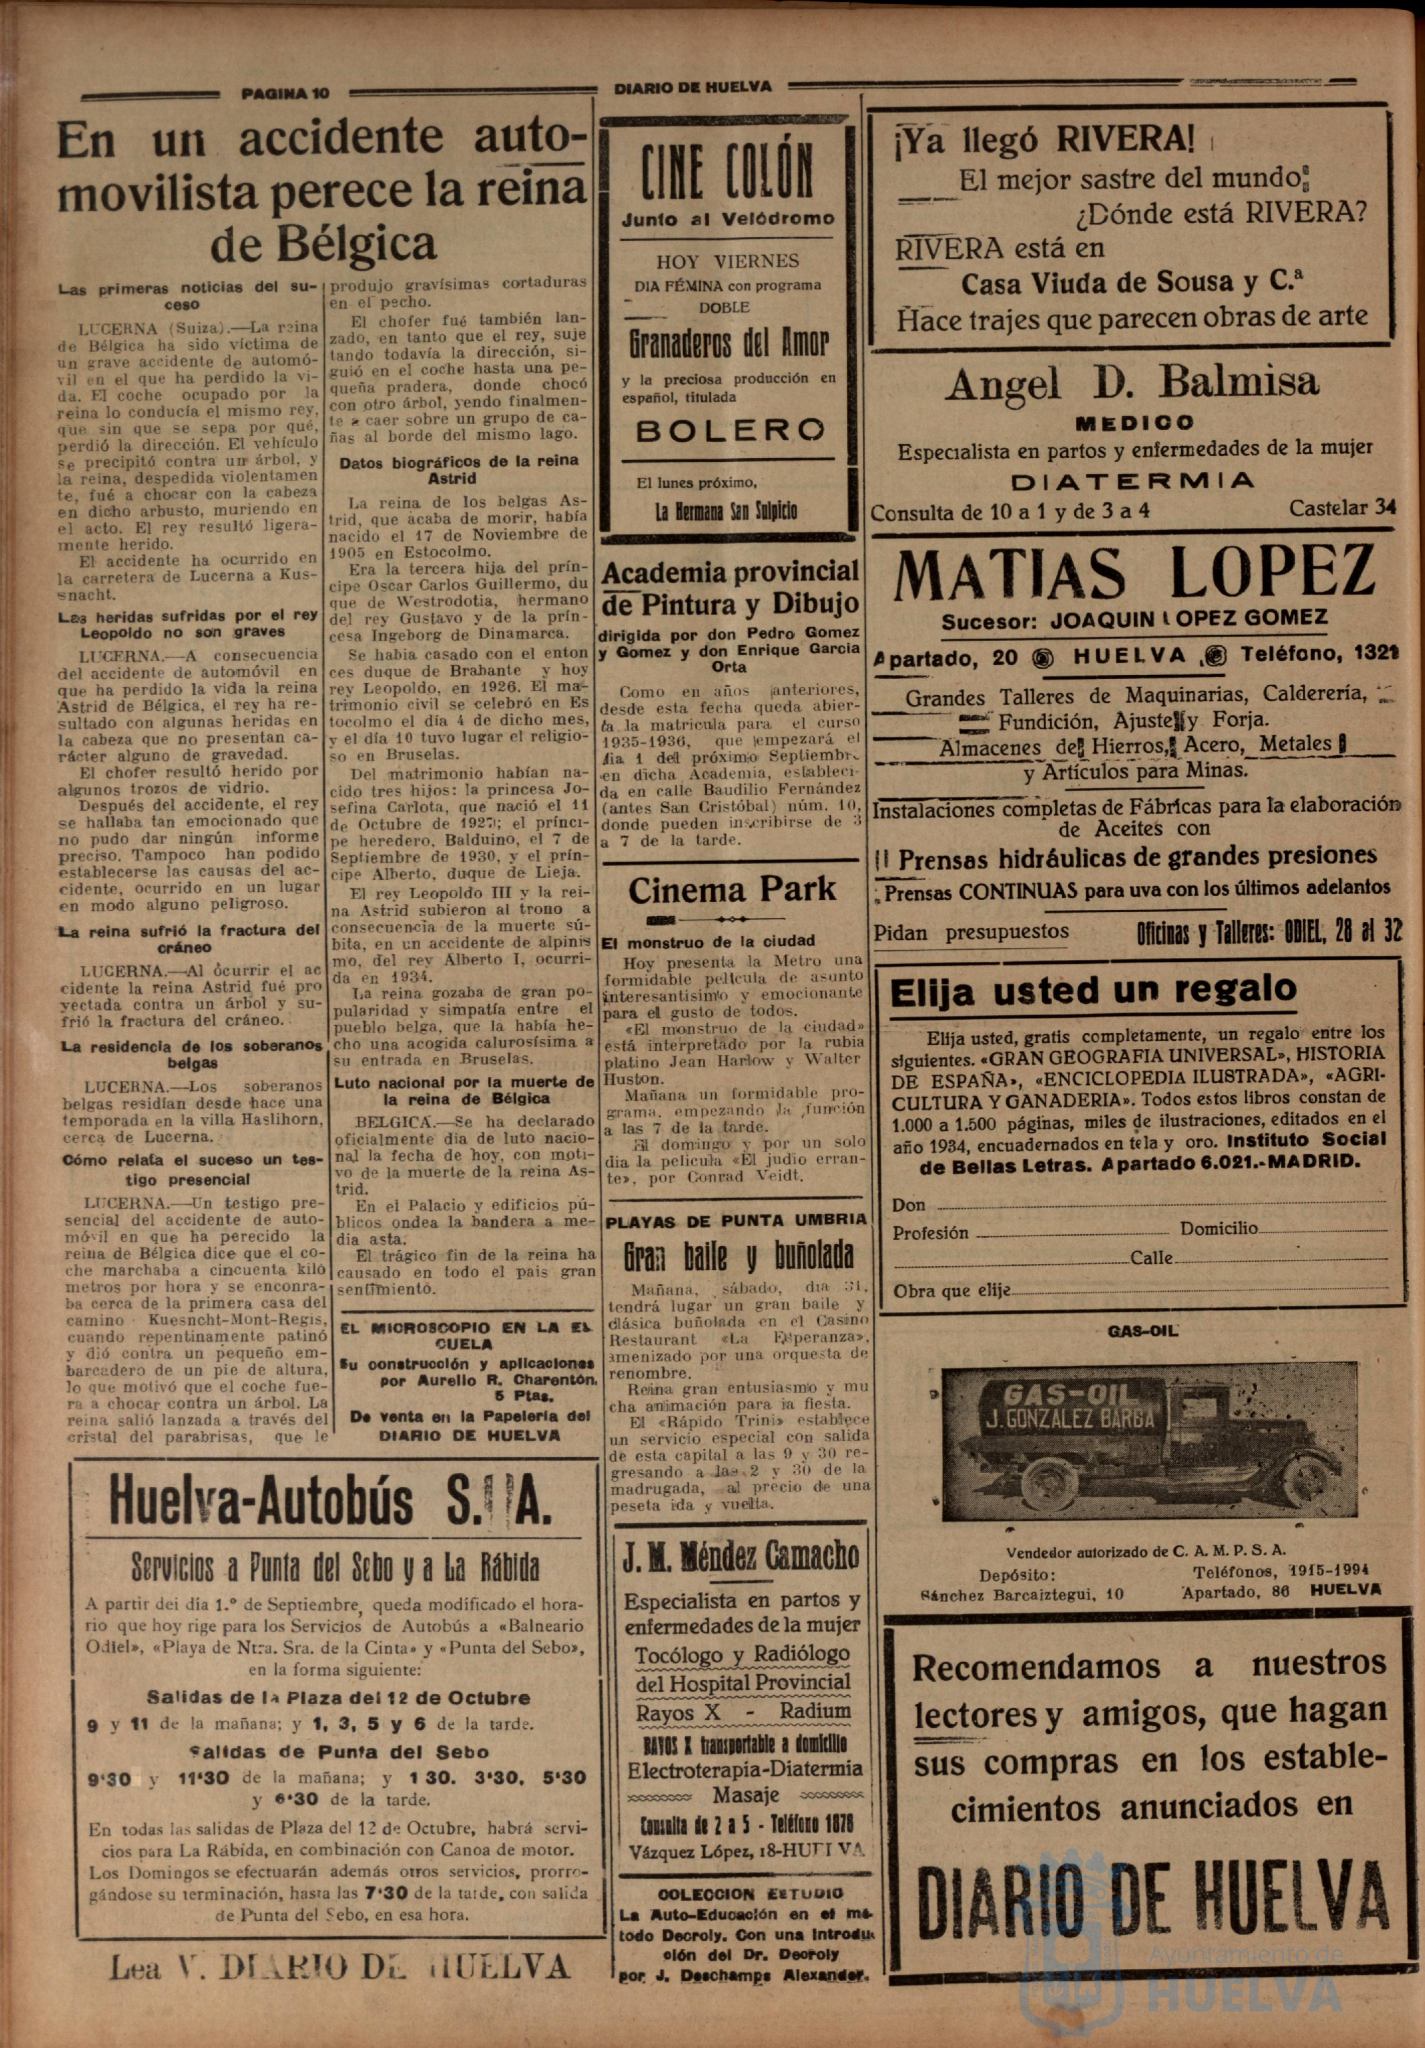 PAGINA 10
DIARIO DE HUELVA
En un accidente auto-
movilista perece la reina
de Bélgica
Las primeras noticias del su-
ceso
LUCERNA (Suiza).—La reina
de Bélgica ha sido víctima de
un grave accidente de automó-
vil en el que ha perdido la vi-
da. El coche ocupado por la
reina lo conducía el mismo rey,
que sin que se sepa por qué,
perdió la dirección. El vehículo
se precipitó contra un árbol, y
la reina, despedida violentamen
te, fué a chocar con la cabeza
en dicho arbusto, muriendo en
el acto. El rey resultó ligera-
mente herido.
El accidente ha ocurrido en
la carretera de Lucerna a Kus-
snacht.
Las heridas sufridas por el rey
Leopoldo no son graves
LUCERNA.—A consecuencia
del accidente de automóvil en
que ha perdido la vida la reina
Astrid de Bélgica, el rey ha re-
sultado con algunas heridas en
la cabeza que no presentan ca-
rácter alguno de gravedad.
El chofer resultó herido por
algunos trozos de vidrio.
Después del accidente, el rey
se hallaba tan emocionado que
no pudo dar ningún informe
preciso. Tampoco han podido
establecerse las causas del ac-
cidente, ocurrido en un lugar
en modo alguno peligroso.
La reina sufrió la fractura del
cráneo
LUCERNA.—Al ocurrir el ac
cidente la reina Astrid fué pro
yectada contra un árbol y su-
frió la fractura del cráneo.
La residencia de los soberanos
belgas
LUCERNA.—Los soberanos
belgas residían desde hace una
temporada en la villa Haslihorn,
cerca de Lucerna.
Cómo relata el suceso un tes-
tigo presencial
LUCERNA.—Un testigo pre-
sencial del accidente de auto-
móvil en que ha perecido la
reina de Bélgica dice que el co-
che marchaba a cincuenta kiló
metros por hora y se enconra-
ba cerca de la primera casa del
camino Kuesncht-Mont-Regis,
cuando repentinamente patinó
y dió contra un pequeño em-
barcadero de un pie de altura,
lo que motivó que el coche fue-
ra a chocar contra un árbol. La
reina salió lanzada a través del
cristal del parabrisas, que le
produjo gravísimas cortaduras
en el pecho.
El chofer fué también lan-
zado, en tanto que el rey, suje
tando todavía la dirección, si-
guió en el coche hasta una pe-
queña pradera, donde chocó
con otro árbol, yendo finalmen-
te a caer sobre un grupo de ca-
ñas al borde del mismo lago.
Datos biográficos de la reina
Astrid
La reina de los belgas As-
trid, que acaba de morir, había
nacido el 17 de Noviembre de
1905 en Estocolmo.
Era la tercera hija del prín-
cipe Oscar Carlos Guillermo, du
que de Westrodotia, hermano
del rey Gustavo y de la prin-
cesa Ingeborg de Dinamarca.
Se había casado con el enton
ces duque de Brabante y hoy
rey Leopoldo, en 1926. El ma-
trimonio civil se celebró en Es
tocolmo el día 4 de dicho mes,
y el día 10 tuvo lugar el religio-
so en Bruselas.
Del matrimonio habían na-
cido tres hijos: la princesa Jo-
sefina Carlota, que nació el 11
de Octubre de 1927; el prínci-
pe heredero, Balduino, el 7 de
Septiembre de 1930, y el prín-
cipe Alberto, duque de Lieja.
El rey Leopoldo III y la rei-
na Astrid subieron al trono a
consecuencia de la muerte sú-
bita, en un accidente de alpinis
mo, del rey Alberto I, ocurri-
da en 1934.
La reina gozaba de gran po-
pularidad y simpatía entre el
pueblo belga, que la había he-
cho una acogida calurosísima a
su entrada en Bruselas.
Luto nacional por la muerte de
la reina de Bélgica
BELGICA.—Se ha declarado
oficialmente dia de luto nacio-
nal la fecha de hoy, con moti-
vo de la muerte de la reina As-
trid.
En el Palacio y edificios pú-
blicos ondea la bandera a me-
dia asta.
El trágico fin de la reina ha
causado en todo el pais gran
sentimiento.
EL MICROSCOPIO EN LA EL
CUELA
Su construcción y aplicaciones
por Aurelio R. Charentón.
5 Ptas.
De venta en la Papelería del
DIARIO DE HUELVA
Huelva-Autobús S. A.
Servicios a Punta del Sebo y a La Rábida
A partir del día 1.º de Septiembre, queda modificado el hora-
rio que hoy rige para los Servicios de Autobús a «Balneario
Odiel», «Playa de Ntra. Sra. de la Cinta» y «Punta del Sebo»,
en la forma siguiente:
Salidas de la Plaza del 12 de Octubre
9 y 11 de la mañana; y 1, 3, 5 y 6 de la tarde.
Salidas de Punta del Sebo
9'30 y 11'30 de la mañana; y 1 30. 3'30, 5'30
y 6'30 de la tarde.
En todas las salidas de Plaza del 12 de Octubre, habrá servi-
cios para La Rábida, en combinación con Canoa de motor.
Los Domingos se efectuarán además otros servicios, prorro-
gándose su terminación, hasta las 7'30 de la tarde, con salida
de Punta del Sebo, en esa hora.
Lea V. DIARIO DE HUELVA
CINE COLÓN
Junto al Velódromo
HOY VIERNES
DIA FÉMINA con programa
DOBLE
Granaderos del Amor
y la preciosa producción en
español, titulada
BOLERO
El lunes próximo,
La Hermana San Sulpicio
Academia provincial
de Pintura y Dibujo
dirigida por don Pedro Gomez
y Gomez y don Enrique Garcia
Orta
Como en años anteriores,
desde esta fecha queda abier-
ta la matricula para el curso
1935-1936, que empezará el
dia 1 del próximo Septiembre
en dicha Academia, estableci-
da en calle Baudilio Fernández
(antes San Cristóbal) núm. 10,
donde pueden inscribirse de 3
a 7 de la tarde.
Cinema Park
El monstruo de la ciudad
Hoy presenta la Metro una
formidable película de asunto
interesantísimo y emocionante
para el gusto de todos.
«El monstruo de la ciudad»
está interpretado por la rubia
platino Jean Harlow y Walter
Huston.
Mañana un formidable pro-
grama, empezando la función
a las 7 de la tarde.
El domingo y por un solo
dia la película «El judio erran-
te», por Conrad Veidt.
PLAYAS DE PUNTA UMBRIA
Gran baile y buñolada
Mañana, sábado, dia 31,
tendrá lugar un gran baile y
clásica buñolada en el Casino
Restaurant «La Esperanza»,
amenizado por una orquesta de
renombre.
Reina gran entusiasmo y mu
cha animación para la fiesta.
El «Rápido Trini» establece
un servicio especial con salida
de esta capital a las 9 y 30 re-
gresando a las 2 y 30 de la
madrugada, al precio de una
peseta ida y vuelta.
J. M. Méndez Camacho
Especialista en partos y
enfermedades de la mujer
Tocólogo y Radiólogo
del Hospital Provincial
Rayos X - Radium
RAYOS X transportable a domicilio
Electroterapia-Diatermia
Masaje
Consulta de 2 a 5 - Teléfono 1878
Vázquez López, 18-HUELVA
COLECCION ESTUDIO
La Auto-Educación en el mé-
todo Decroly. Con una Introdu-
ción del Dr. Decroly
por J. Deschamps Alexander.
¡Ya llegó RIVERA!
El mejor sastre del mundo
¿Dónde está RIVERA?
RIVERA está en
Casa Viuda de Sousa y C.ª
Hace trajes que parecen obras de arte
Angel D. Balmisa
MEDICO
Especialista en partos y enfermedades de la mujer
DIATERMIA
Consulta de 10 a 1 y de 3 a 4 Castelar 34
MATIAS LOPEZ
Sucesor: JOAQUIN LOPEZ GOMEZ
Apartado, 20 HUELVA Teléfono, 1321
Grandes Talleres de Maquinarias, Calderería,
Fundición, Ajuste y Forja.
Almacenes de Hierros, Acero, Metales
y Artículos para Minas.
Instalaciones completas de Fábricas para la elaboración
de Aceites con
Prensas hidráulicas de grandes presiones
Prensas CONTINUAS para uva con los últimos adelantos
Pidan presupuestos Oficinas y Talleres: ODIEL, 28 al 32
Elija usted un regalo
Elija usted, gratis completamente, un regalo entre los
siguientes. «GRAN GEOGRAFIA UNIVERSAL», HISTORIA
DE ESPAÑA», «ENCICLOPEDIA ILUSTRADA», «AGRI-
CULTURA Y GANADERIA». Todos estos libros constan de
1.000 a 1.500 páginas, miles de ilustraciones, editados en el
año 1934, encuadernados en tela y oro. Instituto Social
de Bellas Letras. Apartado 6.021.-MADRID.
Don
Profesión Domicilio
Calle
Obra que elije
GAS-OIL
GAS-OIL
J. GONZALEZ BARBA
Vendedor autorizado de C. A. M. P. S. A.
Depósito: Teléfonos, 1915-1994
Sánchez Barcaiztegui, 10 Apartado, 86 HUELVA
Recomendamos a nuestros
lectores y amigos, que hagan
sus compras en los estable-
cimientos anunciados en
DIARIO DE HUELVA
Ayuntamiento de
HUELVA